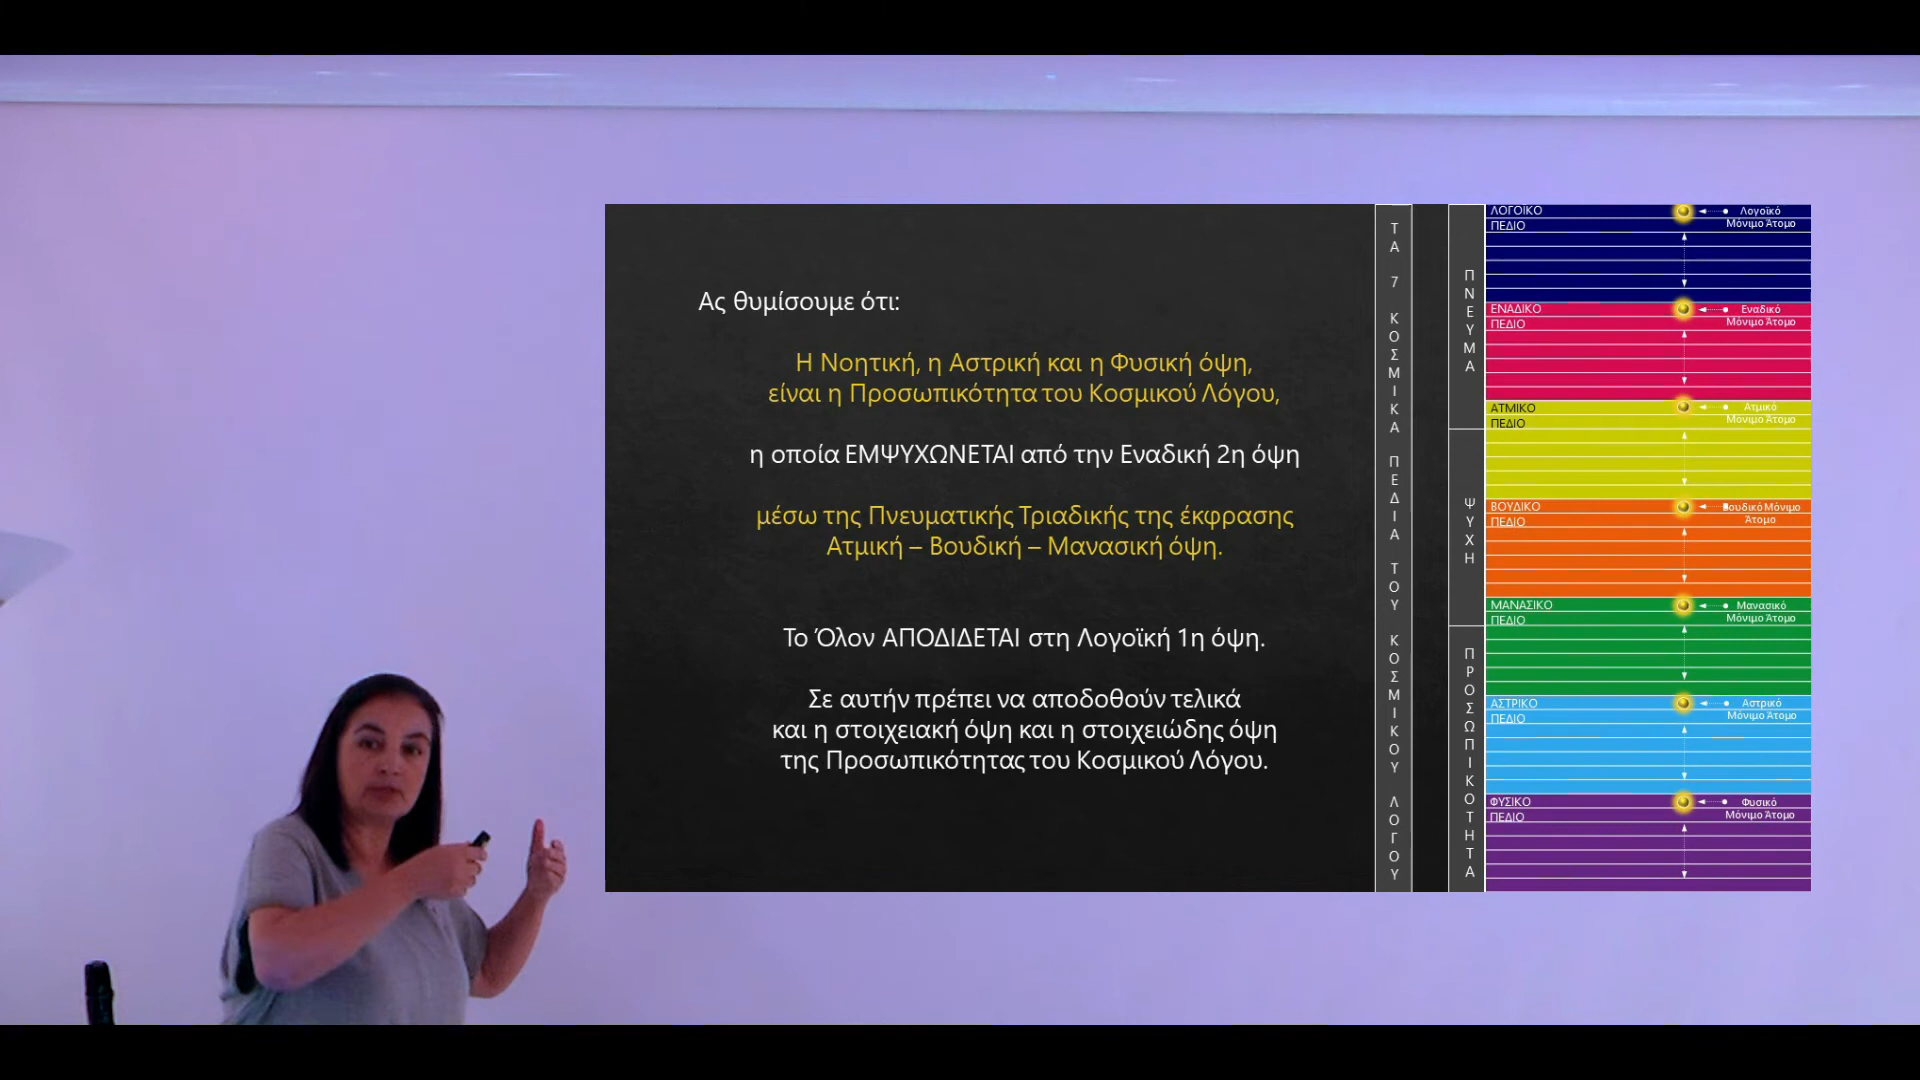 Ας θυμίσουμε ότι:
Η Νοητική, η Αστρική και η Φυσική όψη,
είναι η Προσωπικότητα του Κοσμικού Λόγου,
η οποία ΕΜΨΥΧΩΝΕΤΑΙ από την Εναδική 2η όψη
μέσω της Πνευματικής Τριαδικής της έκφρασης
Ατμική – Βουδική – Μανασική όψη.
Το Όλον ΑΠΟΔΙΔΕΤΑΙ στη Λογοϊκή 1η όψη.
Σε αυτήν πρέπει να αποδοθούν τελικά
και η στοιχειακή όψη και η στοιχειώδης όψη
της Προσωπικότητας του Κοσμικού Λόγου.
ΤΑ 7 ΚΟΣΜΙΚΑ ΠΕΔΙΑ ΤΟΥ ΚΟΣΜΙΚΟΥ ΛΟΓΟΥ
ΠΝΕΥΜΑ
ΨΥΧΗ
ΠΡΟΣΩΠΙΚΟΤΗΤΑ
ΛΟΓΟΪΚΟ
ΠΕΔΙΟ
Λογοϊκό
Μόνιμο Άτομο
ΕΝΑΔΙΚΟ
ΠΕΔΙΟ
Εναδικό
Μόνιμο Άτομο
ΑΤΜΙΚΟ
ΠΕΔΙΟ
Ατμικό
Μόνιμο Άτομο
ΒΟΥΔΙΚΟ
ΠΕΔΙΟ
Βουδικό Μόνιμο
Άτομο
ΜΑΝΑΣΙΚΟ
ΠΕΔΙΟ
Μανασικό
Μόνιμο Άτομο
ΑΣΤΡΙΚΟ
ΠΕΔΙΟ
Αστρικό
Μόνιμο Άτομο
ΦΥΣΙΚΟ
ΠΕΔΙΟ
Φυσικό
Μόνιμο Άτομο